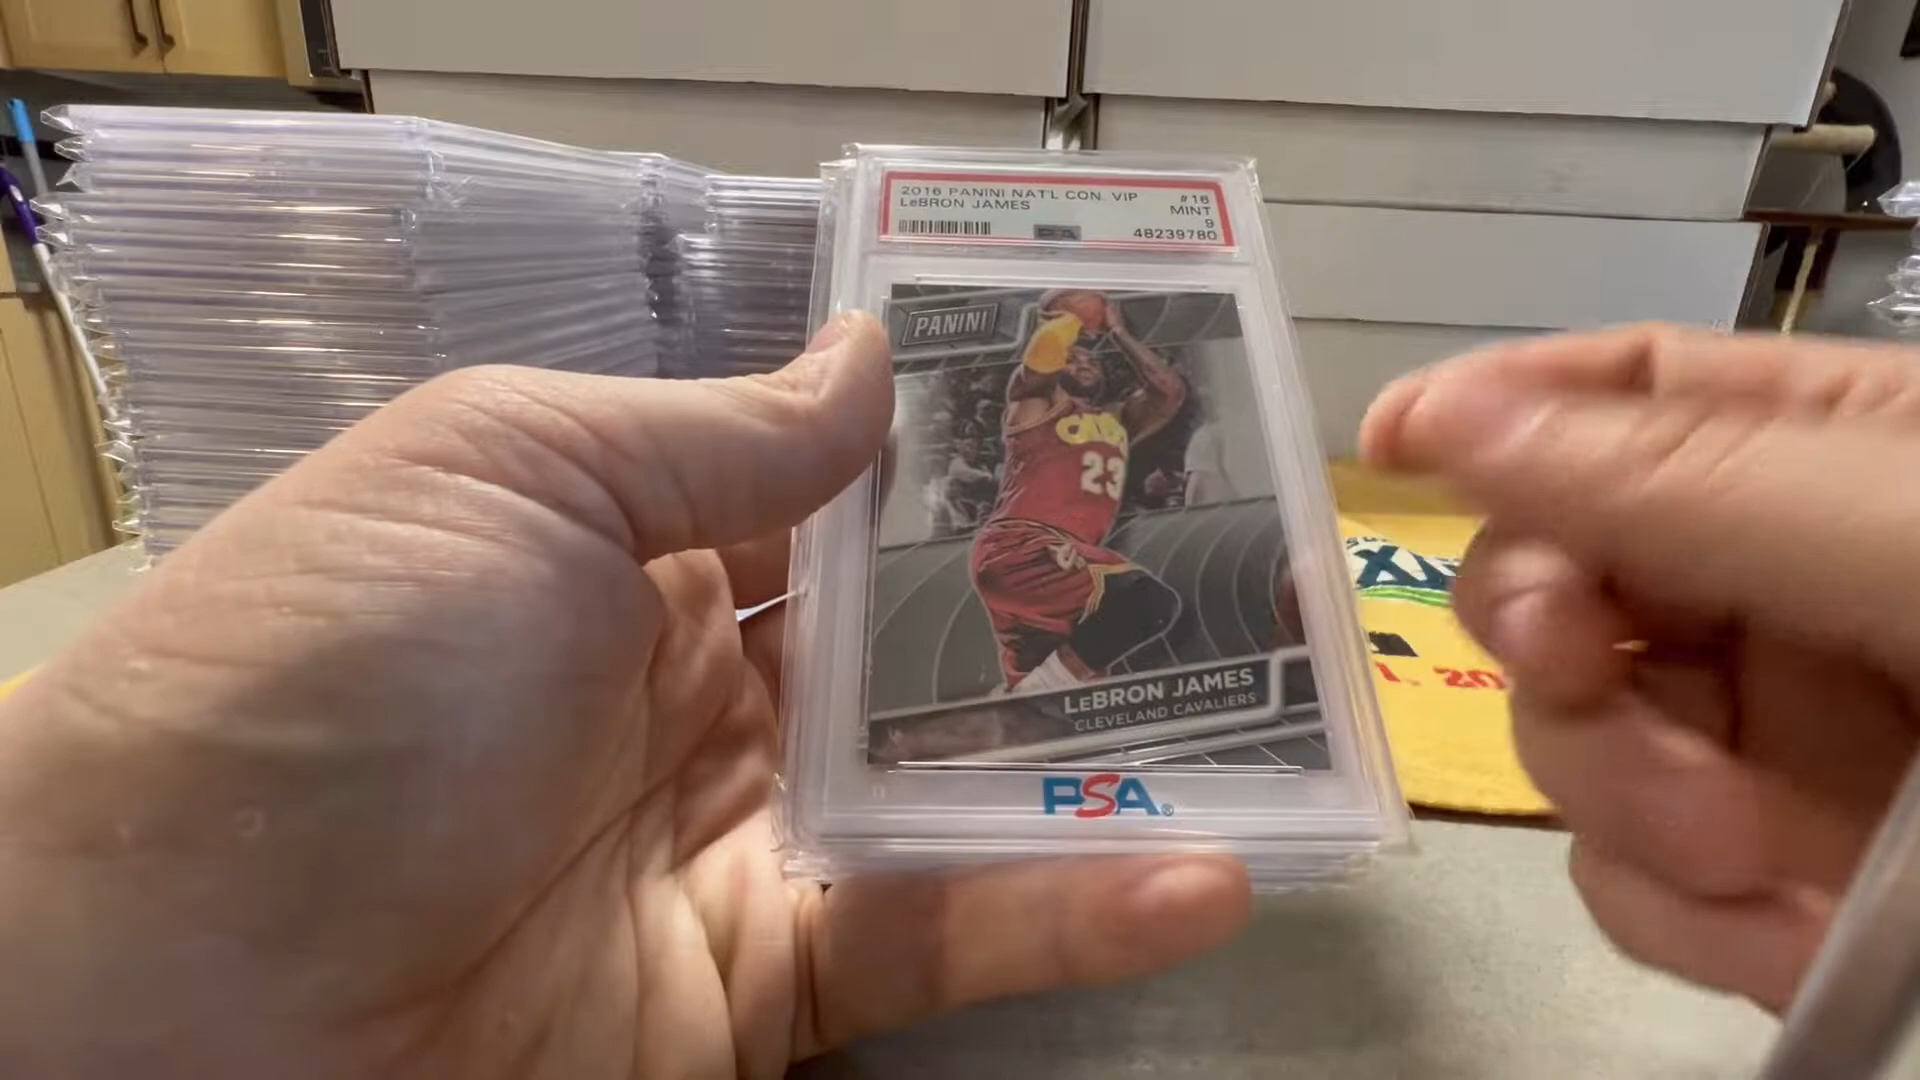 2016 PANINI NAT'L CON. VIP #16
LeBRON JAMES MINT
9
PSA 48239780
PANINI
CAVS
23
LEBRON JAMES
CLEVELAND CAVALIERS
PSA®